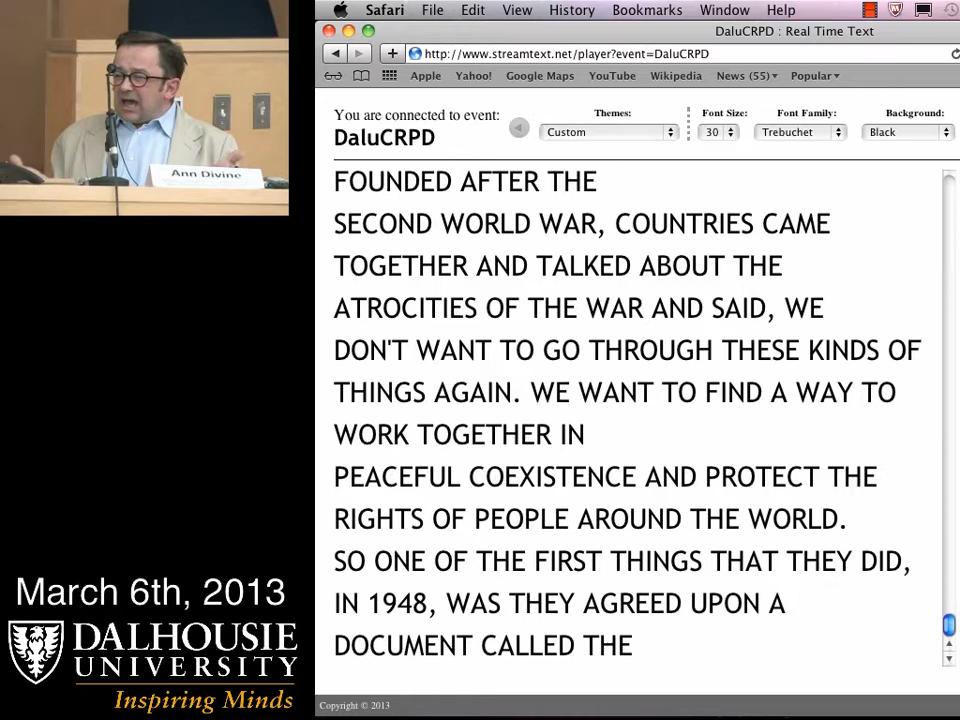 Safari File Edit View History Bookmarks Window Help
DaluCRPD : Real Time Text
http://www.streamtext.net/player?event=DaluCRPD
Apple Yahoo! Google Maps YouTube Wikipedia News (55) Popular
You are connected to event:
DaluCRPD
Themes: Font Size: Font Family: Background:
Custom 30 Trebuchet Black
FOUNDED AFTER THE
SECOND WORLD WAR, COUNTRIES CAME
TOGETHER AND TALKED ABOUT THE
ATROCITIES OF THE WAR AND SAID, WE
DON'T WANT TO GO THROUGH THESE KINDS OF
THINGS AGAIN. WE WANT TO FIND A WAY TO
WORK TOGETHER IN
PEACEFUL COEXISTENCE AND PROTECT THE
RIGHTS OF PEOPLE AROUND THE WORLD.
SO ONE OF THE FIRST THINGS THAT THEY DID,
IN 1948, WAS THEY AGREED UPON A
DOCUMENT CALLED THE
Copyright © 2013
Ann Divine
March 6th, 2013
DALHOUSIE
UNIVERSITY
Inspiring Minds